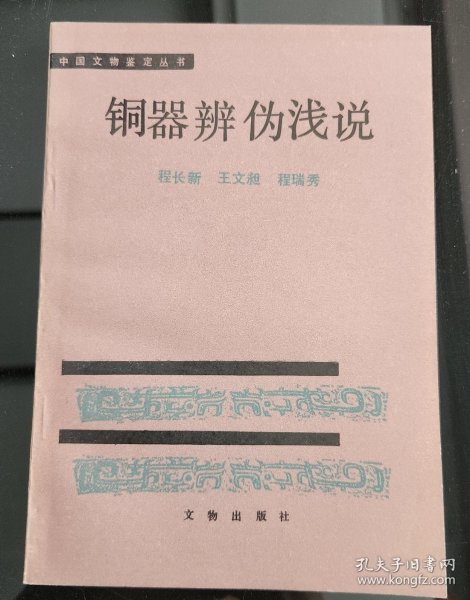 中国文物鉴定丛书
铜器辨伪浅说
程长新 王文昶 程瑞秀
文物出版社
孔夫子旧书网
kongfz.com